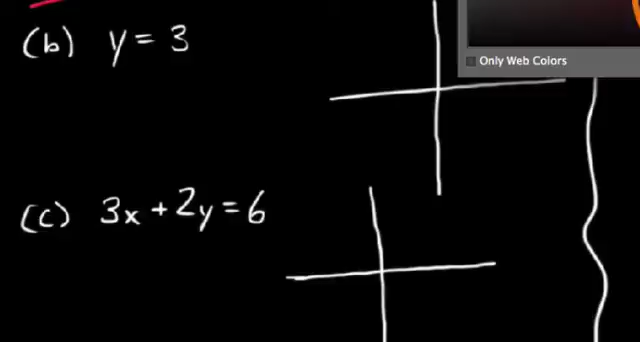 (b) y = 3
Only Web Colors
(c) 3x + 2y = 6